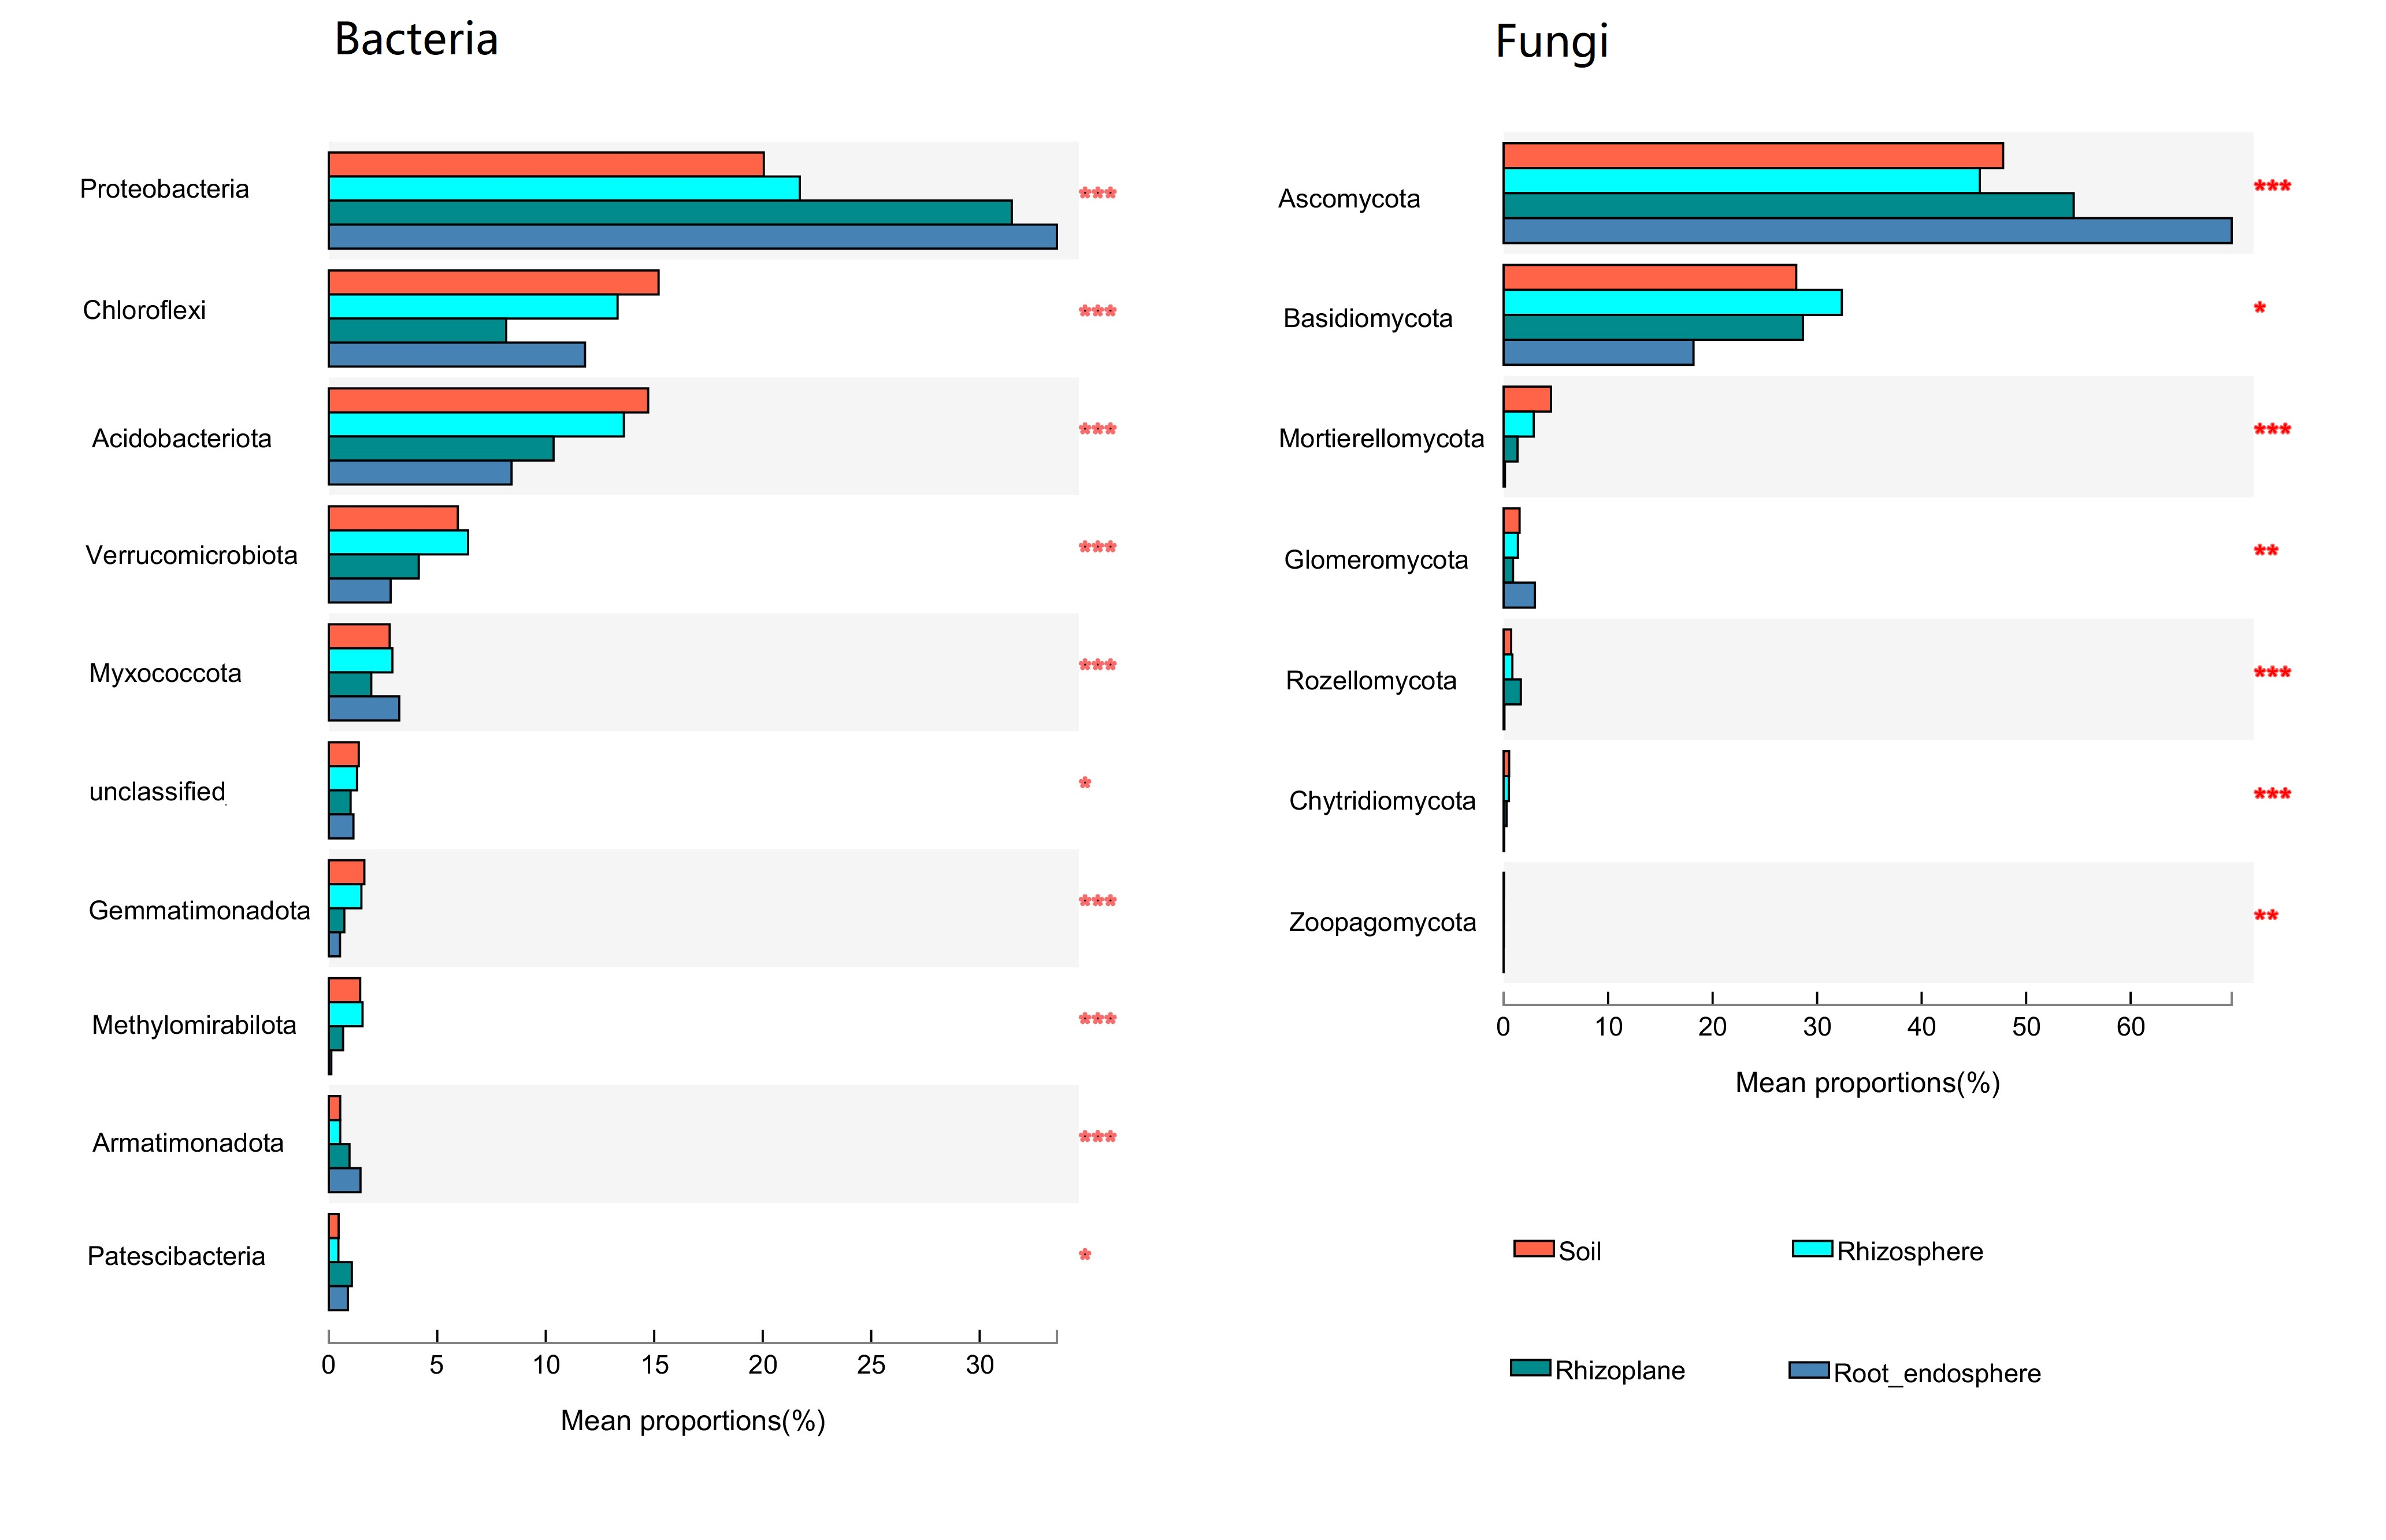 Bacteria
Proteobacteria
***
Chloroflexi
***
Acidobacteriota
***
Verrucomicrobiota
***
Myxococcota
***
unclassified
*
Gemmatimonadota
***
Methylomirabilota
***
Armatimonadota
***
Patescibacteria
*
0 5 10 15 20 25 30
Mean proportions(%)
Fungi
Ascomycota
***
Basidiomycota
*
Mortierellomycota
***
Glomeromycota
**
Rozellomycota
***
Chytridiomycota
***
Zoopagomycota
**
0 10 20 30 40 50 60
Mean proportions(%)
Soil
Rhizosphere
Rhizoplane
Root_endosphere